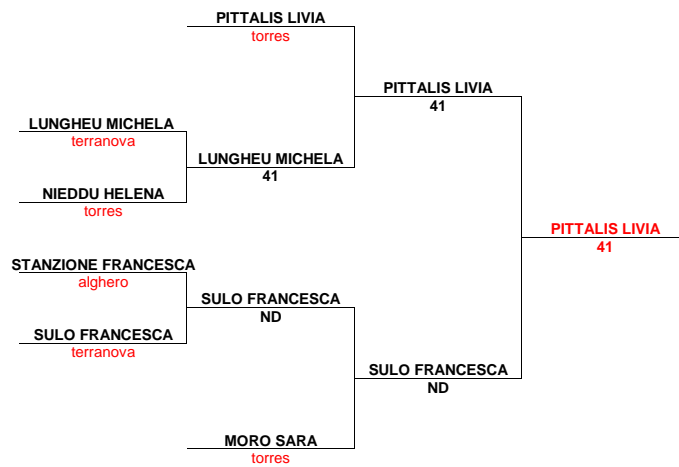 PITTALIS LIVIA
torres
PITTALIS LIVIA
41
LUNGHEU MICHELA
terranova
LUNGHEU MICHELA
41
NIEDDU HELENA
torres
PITTALIS LIVIA
41
STANZIONE FRANCESCA
alghero
SULO FRANCESCA
ND
SULO FRANCESCA
terranova
SULO FRANCESCA
ND
MORO SARA
torres